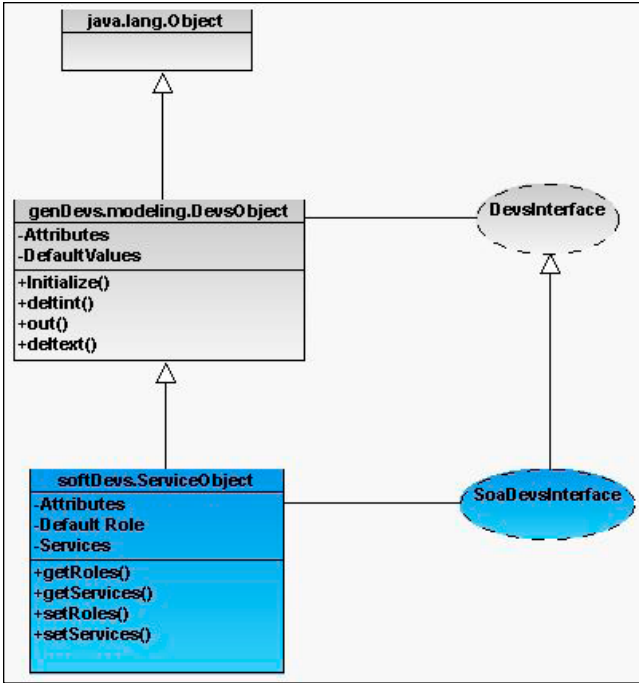 java.lang.Object
genDevs.modeling.DevsObject
-Attributes
-DefaultValues
+Initialize()
+deltint()
+out()
+deltext()
DevsInterface
softDevs.ServiceObject
-Attributes
-Default Role
-Services
+getRoles()
+getServices()
+setRoles()
+setServices()
SoaDevsInterface